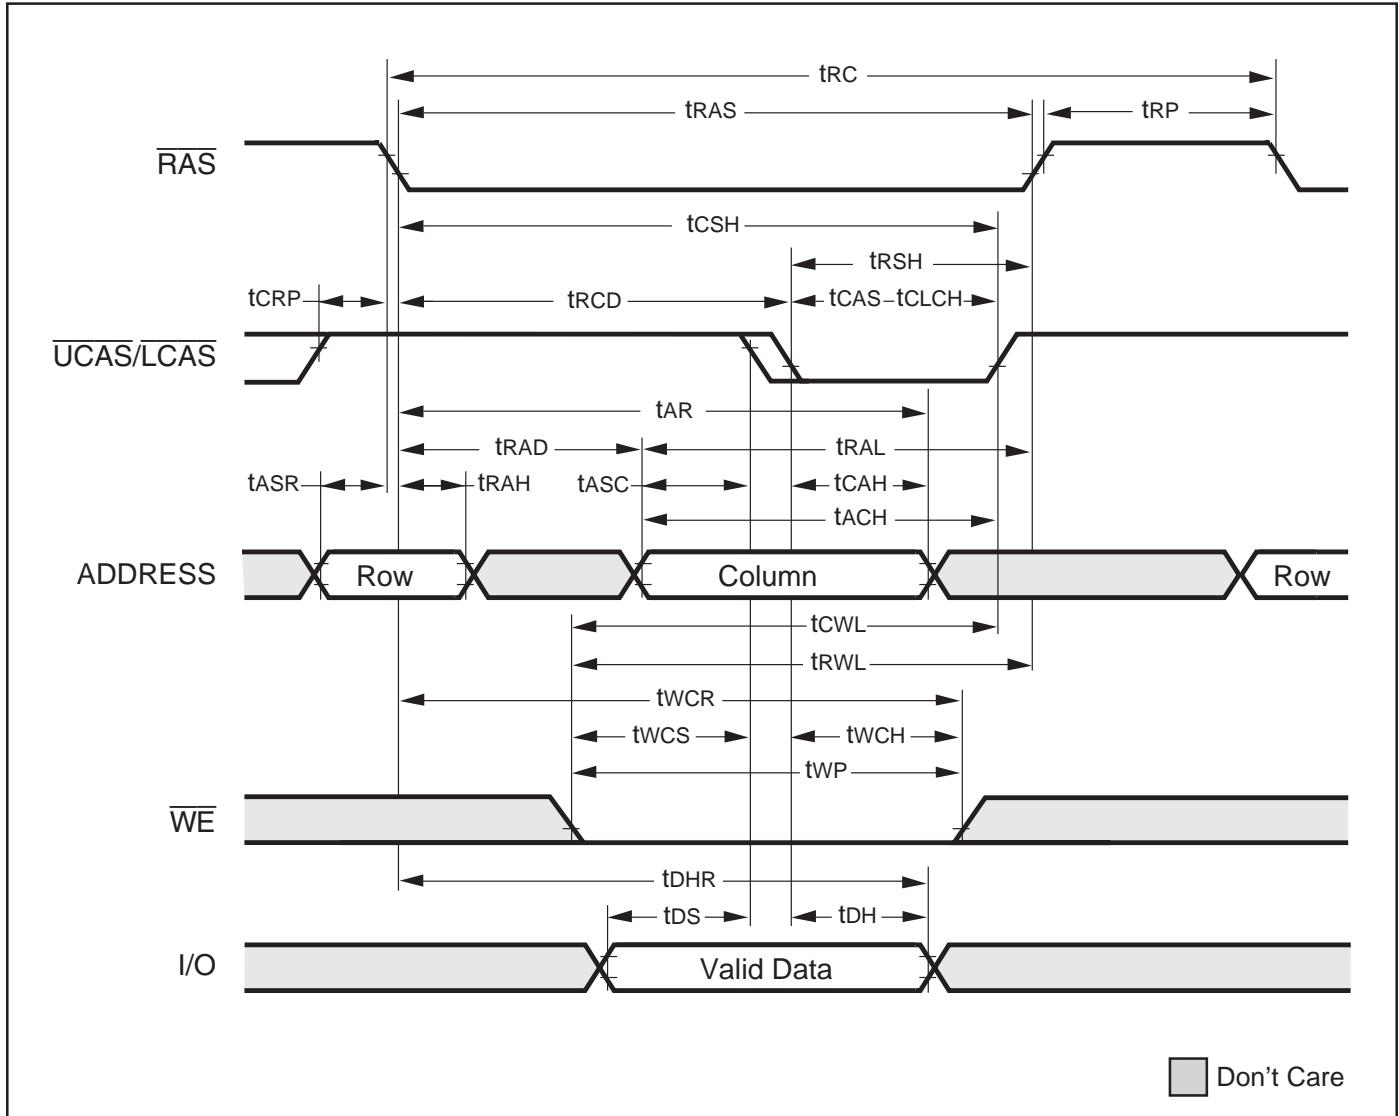 tRC
tRAS tRP
RAS
tCSH
tRSH
tCRP tRCD tCAS tCLCH
UCAS/LCAS
tAR
tRAD tRAL
tASR tRAH tASC tCAH
tACH
ADDRESS Row Column Row
tCWL
tRWL
tWCR
tWCS tWCH
tWP
WE
tDHR
tDS tDH
I/O Valid Data
Don't Care